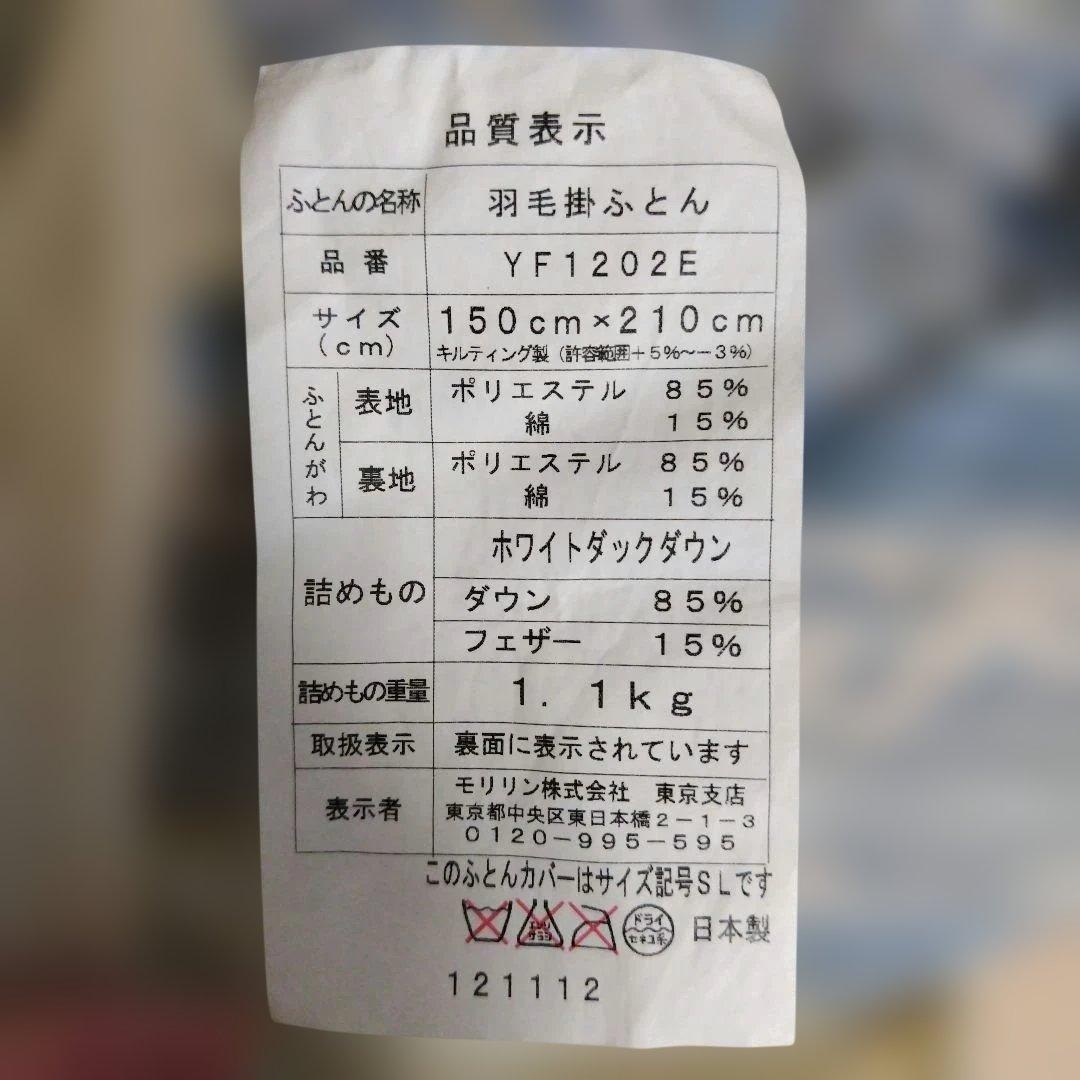 品質表示
ふとんの名称 羽毛掛ふとん
品番 YF1202E
サイズ(cm) 150cm×210cm
キルティング製(許容範囲+5%~-3%)
ふとんがわ 表地 ポリエステル 85%
綿 15%
裏地 ポリエステル 85%
綿 15%
詰めもの ホワイトダックダウン
ダウン 85%
フェザー 15%
詰めもの重量 1.1kg
取扱表示 裏面に表示されています
表示者 モリリン株式会社 東京支店
東京都中央区東日本橋2-1-3
0120-995-595
このふとんカバーはサイズ記号SLです
エンソサラシ ドライ セキユ系 日本製
121112